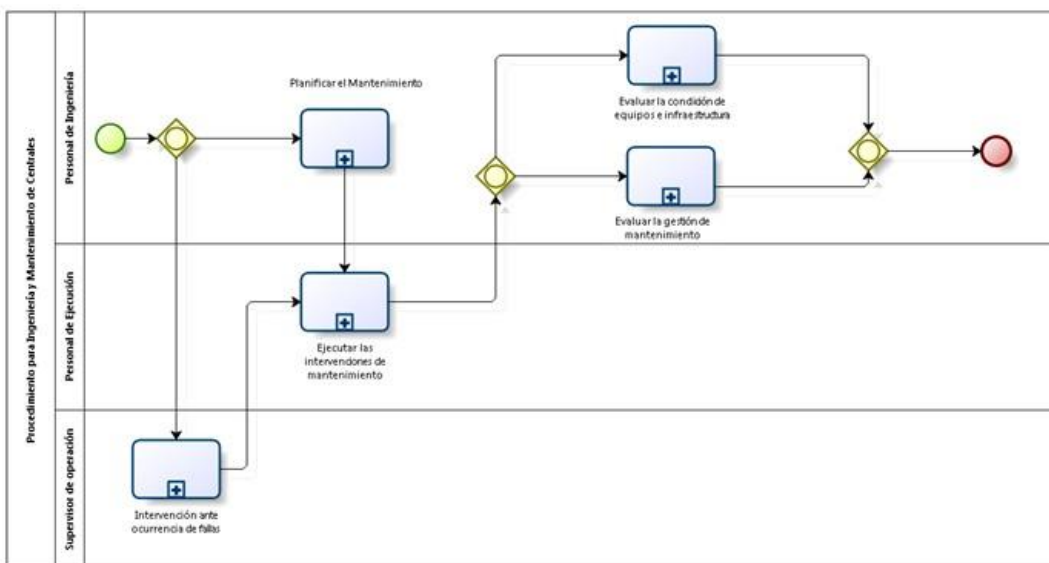 Procedimiento para Ingeniería y Mantenimiento de Centrales
Personal de Ingeniería
Planificar el Mantenimiento
Evaluar la condición de
equipos e infraestructura
Evaluar la gestión de
mantenimiento
Personal de Ejecución
Ejecutar las
intervenciones de
mantenimiento
Supervisor de operación
Intervención ante
ocurrencia de fallas